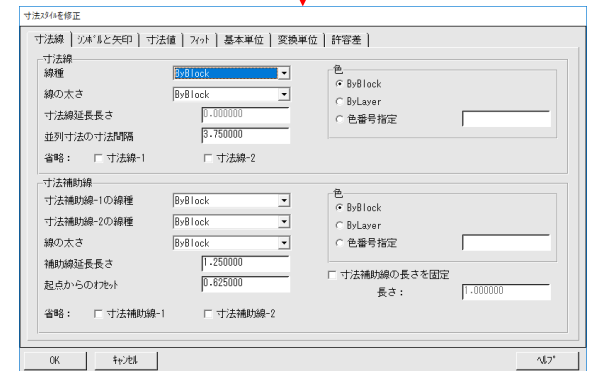 寸法ｽﾀｲﾙを修正
寸法線 ｼﾝﾎﾞﾙと矢印 寸法値 ﾌｨｯﾄ 基本単位 変換単位 許容差
寸法線
線種 ByBlock
線の太さ ByBlock
寸法線延長長さ 0.000000
並列寸法の寸法間隔 3.750000
省略： 寸法線-1 寸法線-2
色
ByBlock
ByLayer
色番号指定
寸法補助線
寸法補助線-1の線種 ByBlock
寸法補助線-2の線種 ByBlock
線の太さ ByBlock
補助線延長長さ 1.250000
起点からのｵﾌｾｯﾄ 0.625000
省略： 寸法補助線-1 寸法補助線-2
色
ByBlock
ByLayer
色番号指定
寸法補助線の長さを固定
長さ： 1.000000
OK ｷｬﾝｾﾙ ﾍﾙﾌﾟ